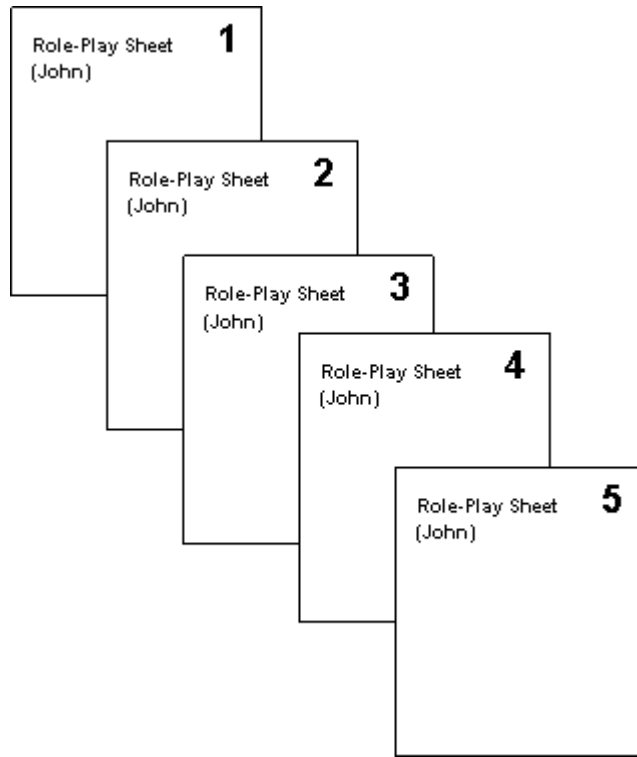 Role-Play Sheet 1
(John)
Role-Play Sheet 2
(John)
Role-Play Sheet 3
(John)
Role-Play Sheet 4
(John)
Role-Play Sheet 5
(John)